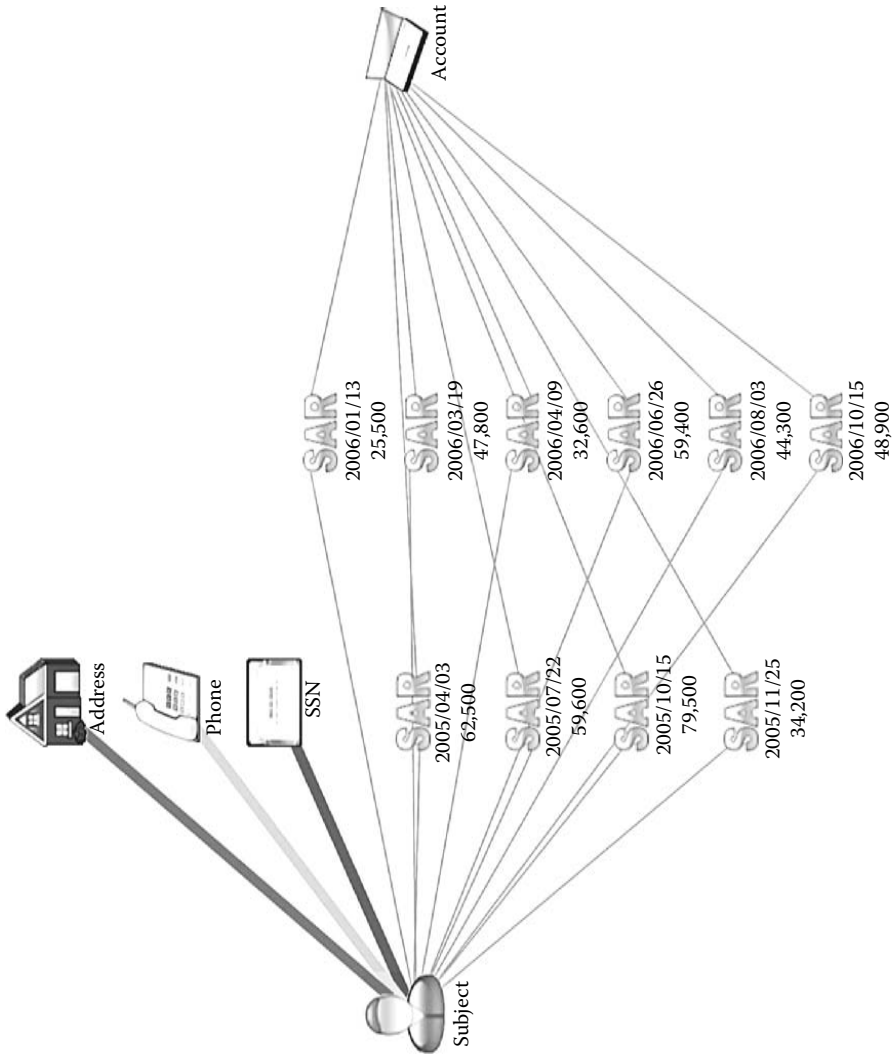 Address
Phone
SSN
Subject
SAR
2005/04/03
62,500
SAR
2005/07/22
59,600
SAR
2005/10/15
79,500
SAR
2005/11/25
34,200
SAR
2006/01/13
25,500
SAR
2006/03/19
47,800
SAR
2006/04/09
32,600
SAR
2006/06/26
59,400
SAR
2006/08/03
44,300
SAR
2006/10/15
48,900
Account